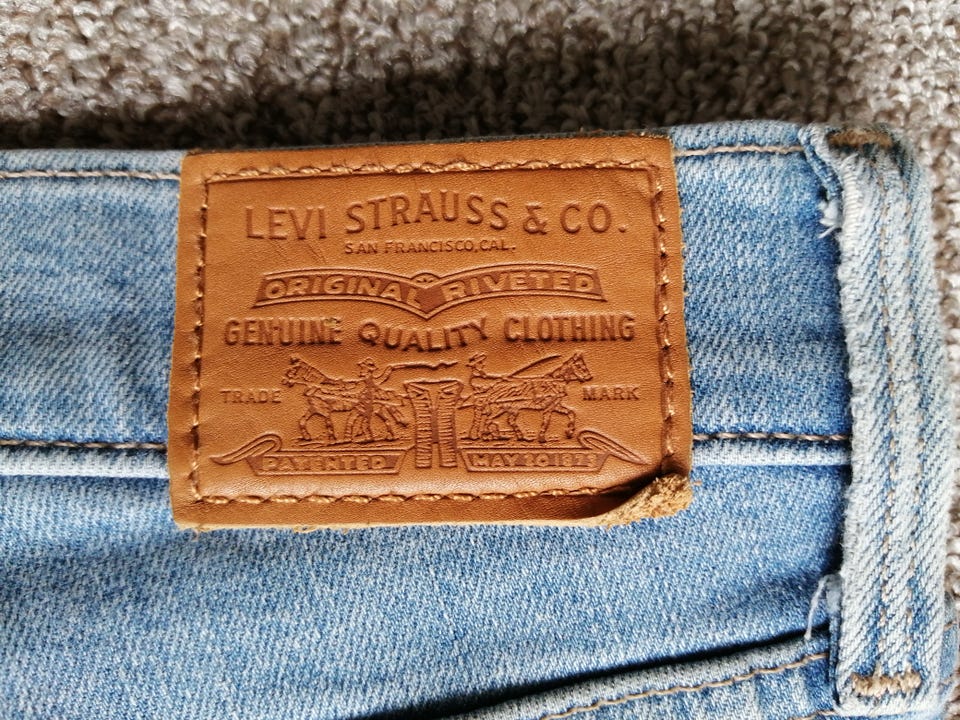 LEVI STRAUSS & CO.
SAN FRANCISCO, CAL.
ORIGINAL RIVETED
GENUINE QUALITY CLOTHING
TRADE MARK
PATENTED MAY 20 1873